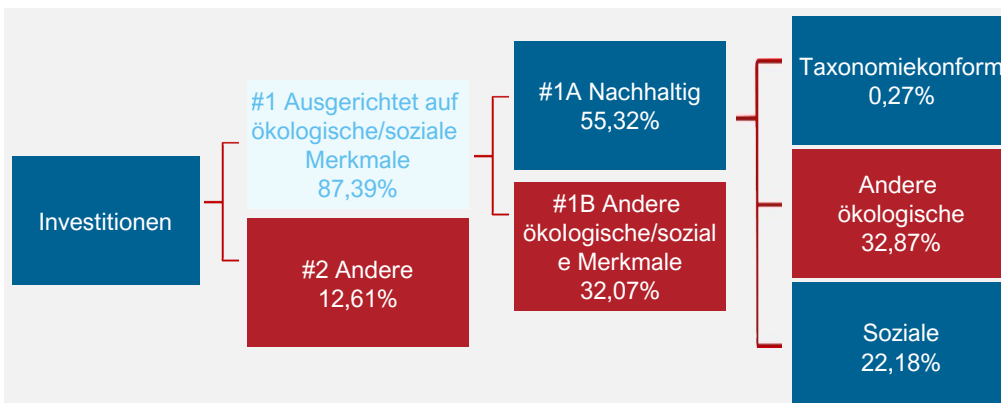 Investitionen
#1 Ausgerichtet auf
ökologische/soziale
Merkmale
87,39%
#2 Andere
12,61%
#1A Nachhaltig
55,32%
#1B Andere
ökologische/sozial
e Merkmale
32,07%
Taxonomiekonform
0,27%
Andere
ökologische
32,87%
Soziale
22,18%